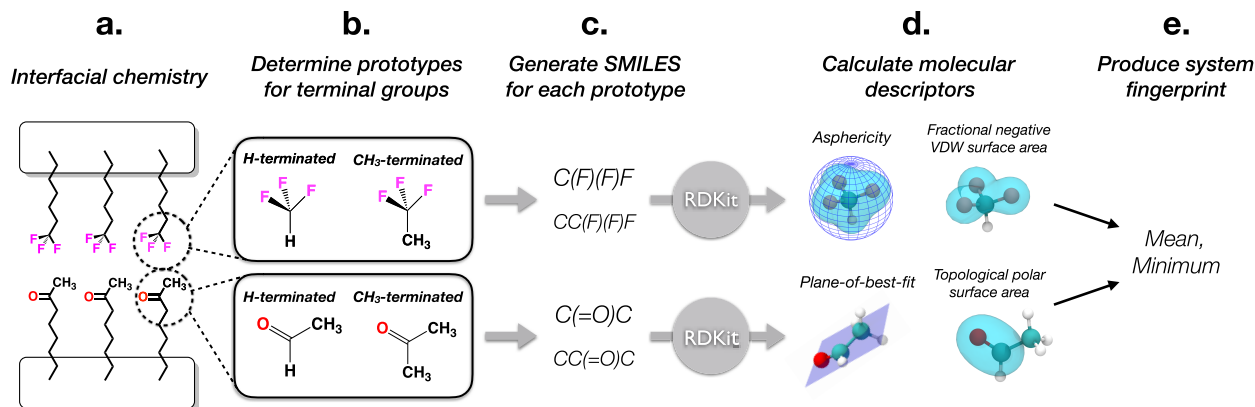 a.
Interfacial chemistry
F
F
F
F
F
F
F
F
F
O
CH3
O
CH3
O
CH3
b.
Determine prototypes
for terminal groups
H-terminated
CH3-terminated
F
F
F
H
F
F
F
CH3
H-terminated
CH3-terminated
O
CH3
H
O
CH3
CH3
c.
Generate SMILES
for each prototype
C(F)(F)F
CC(F)(F)F
RDKit
C(=O)C
CC(=O)C
RDKit
d.
Calculate molecular
descriptors
Asphericity
Fractional negative
VDW surface area
Plane-of-best-fit
Topological polar
surface area
e.
Produce system
fingerprint
Mean,
Minimum